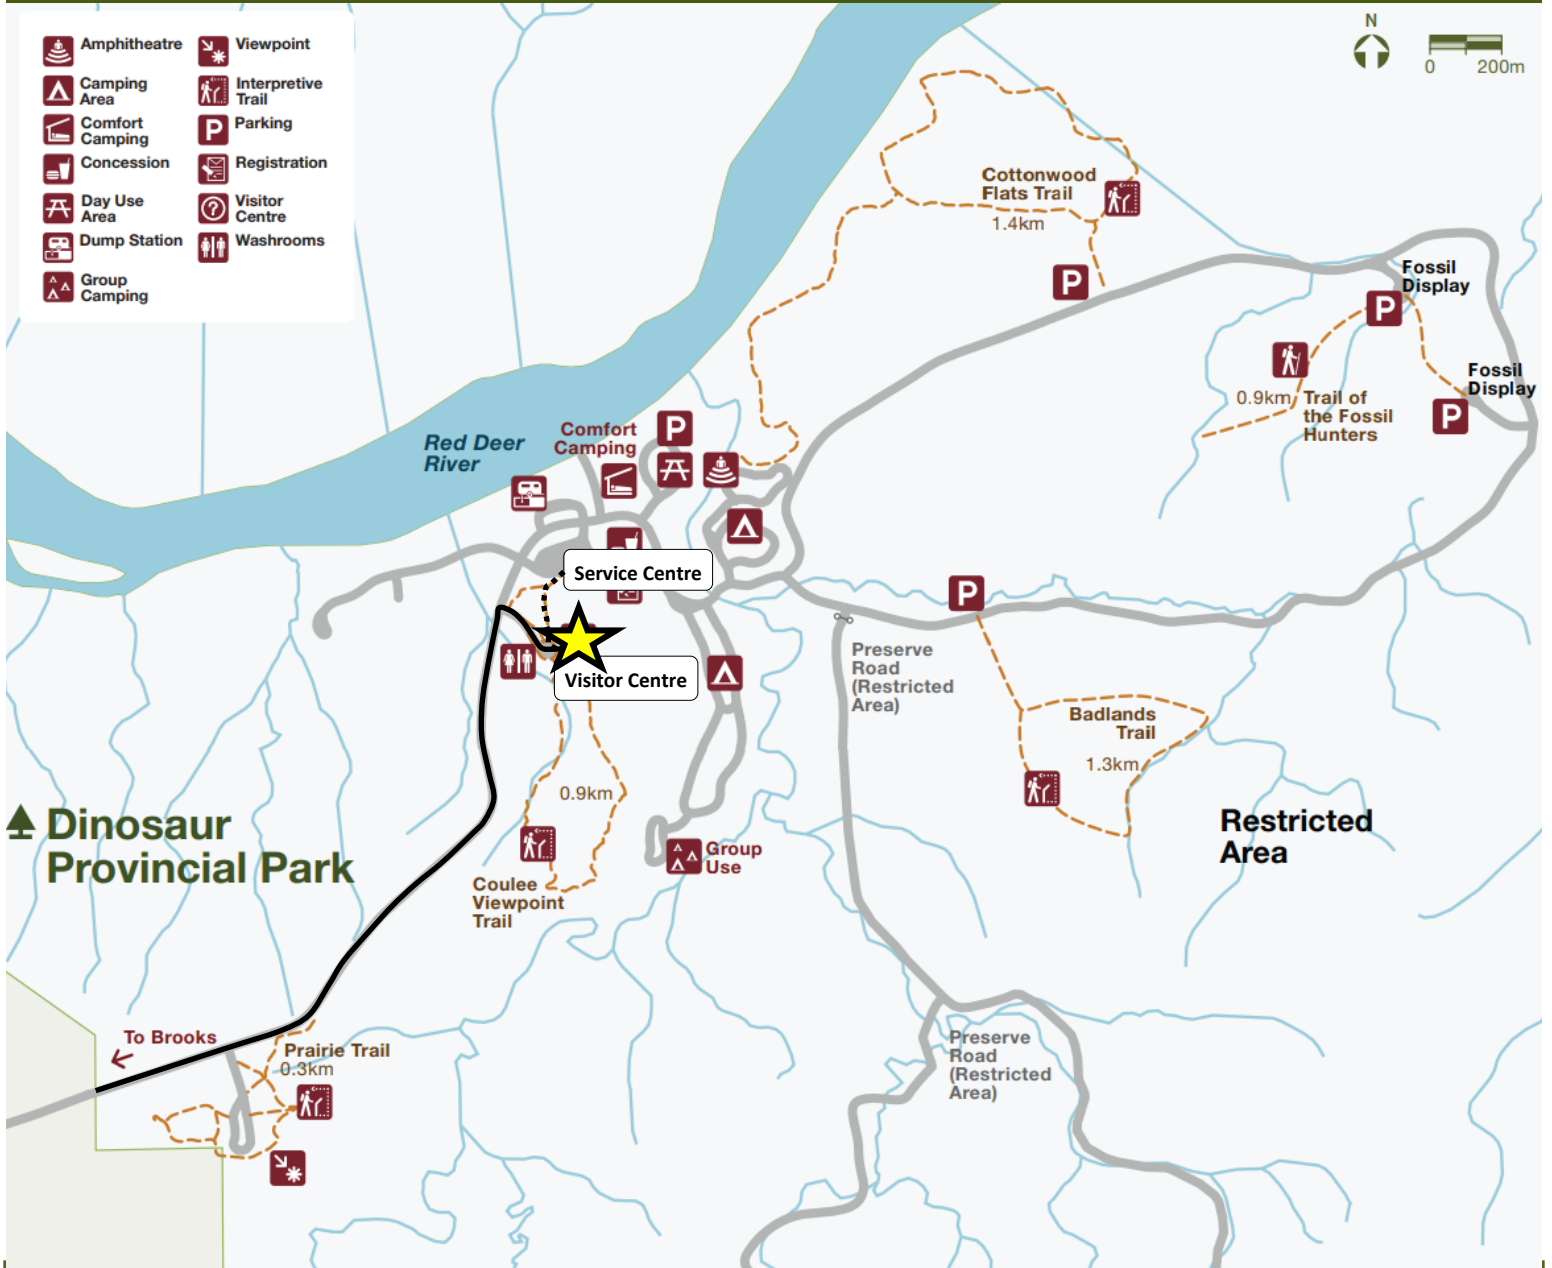 Amphitheatre
Camping
Area
Comfort
Camping
Concession
Day Use
Area
Dump Station
Group
Camping
Viewpoint
Interpretive
Trail
P
Parking
Registration
?
Visitor
Centre
Washrooms
N
0 200m
Cottonwood
Flats Trail
1.4km
P
Fossil
Display
P
Fossil
Display
P
0.9km
Trail of
the Fossil
Hunters
Red Deer
River
Comfort
Camping
P
Service Centre
Visitor Centre
P
Preserve
Road
(Restricted
Area)
Badlands
Trail
1.3km
0.9km
Dinosaur
Provincial Park
Restricted
Area
Group
Use
Coulee
Viewpoint
Trail
To Brooks
Prairie Trail
0.3km
Preserve
Road
(Restricted
Area)